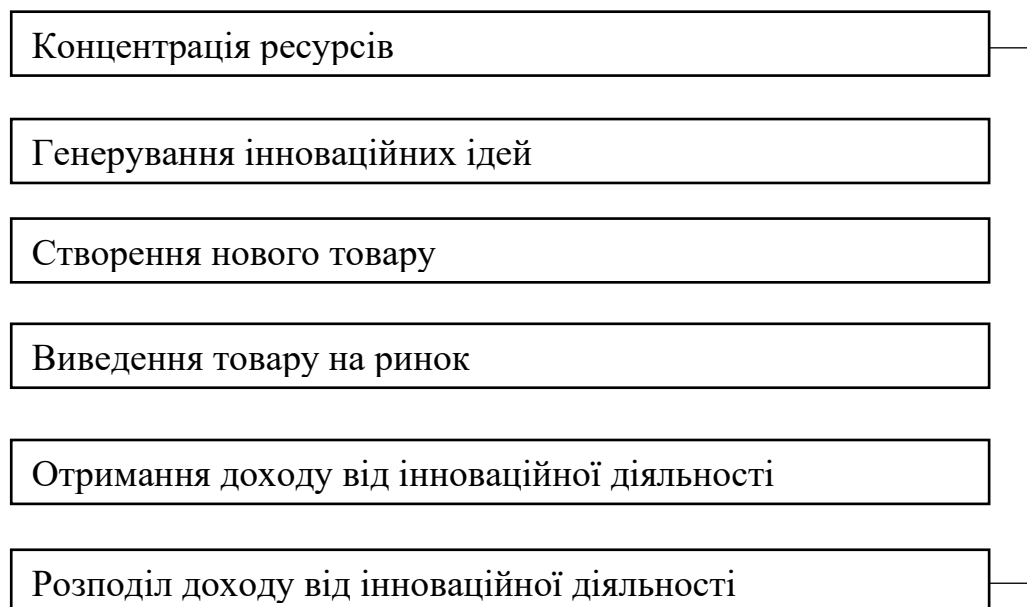 Концентрація ресурсів
Генерування інноваційних ідей
Створення нового товару
Виведення товару на ринок
Отримання доходу від інноваційної діяльності
Розподіл доходу від інноваційної діяльності